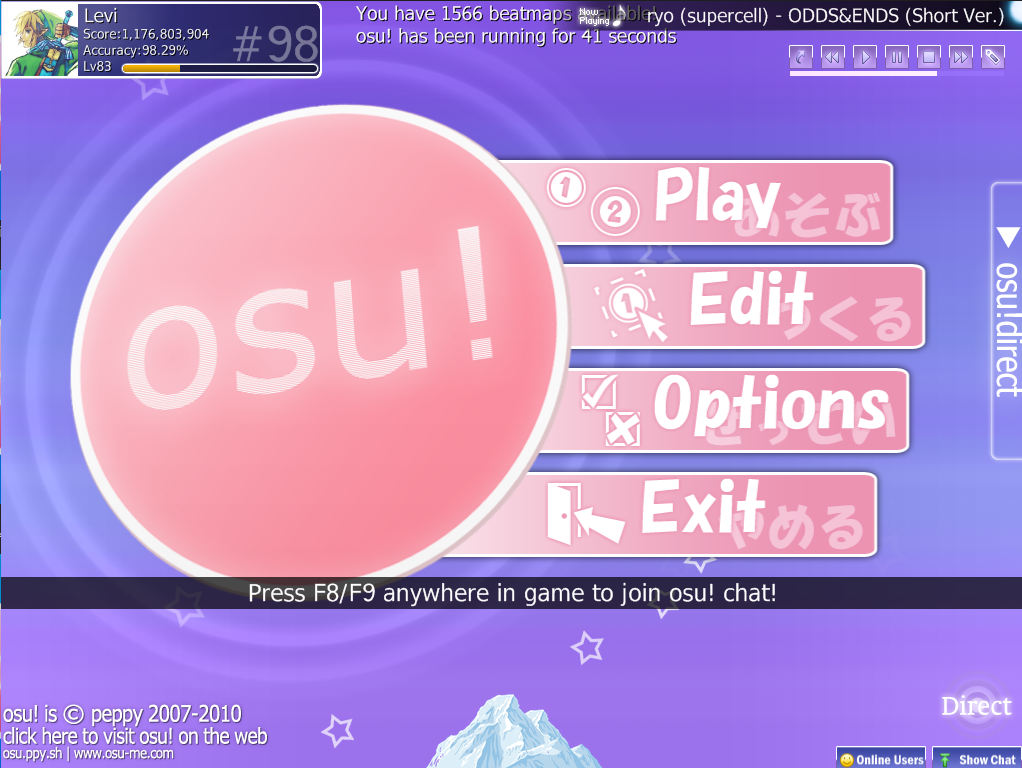 Levi
Score:1,176,803,904
Accuracy:98.29%
Lv83
#98
You have 1566 beatmaps available!
osu! has been running for 41 seconds
Now Playing
ryo (supercell) - ODDS&ENDS (Short Ver.)
osu!
1 2 Play あそぶ
1 Edit つくる
Options せってい
Exit やめる
osu!direct
Press F8/F9 anywhere in game to join osu! chat!
osu! is © peppy 2007-2010
click here to visit osu! on the web
osu.ppy.sh | www.osu-me.com
Direct
Online Users
Show Chat